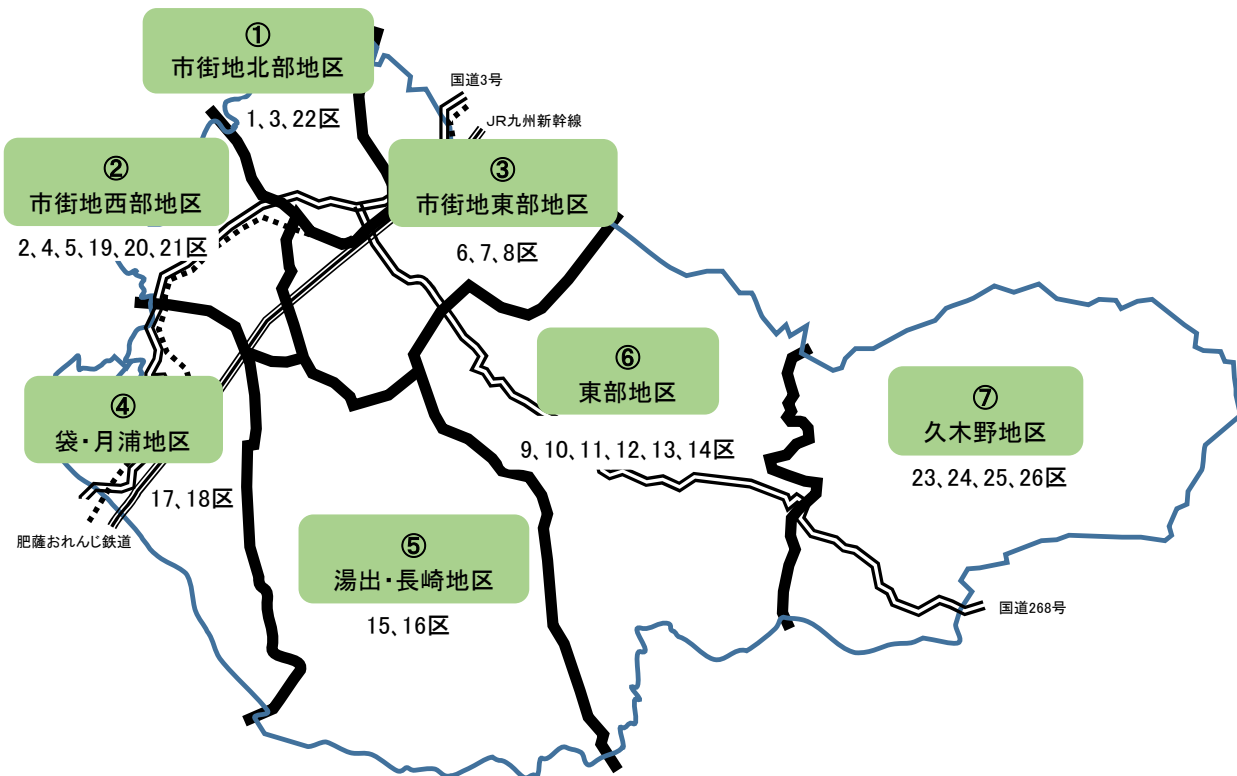 ①
市街地北部地区
1、3、22区
国道3号
JR九州新幹線
②
市街地西部地区
2、4、5、19、20、21区
③
市街地東部地区
6、7、8区
④
袋・月浦地区
17、18区
肥薩おれんじ鉄道
⑤
湯出・長崎地区
15、16区
⑥
東部地区
9、10、11、12、13、14区
⑦
久木野地区
23、24、25、26区
国道268号